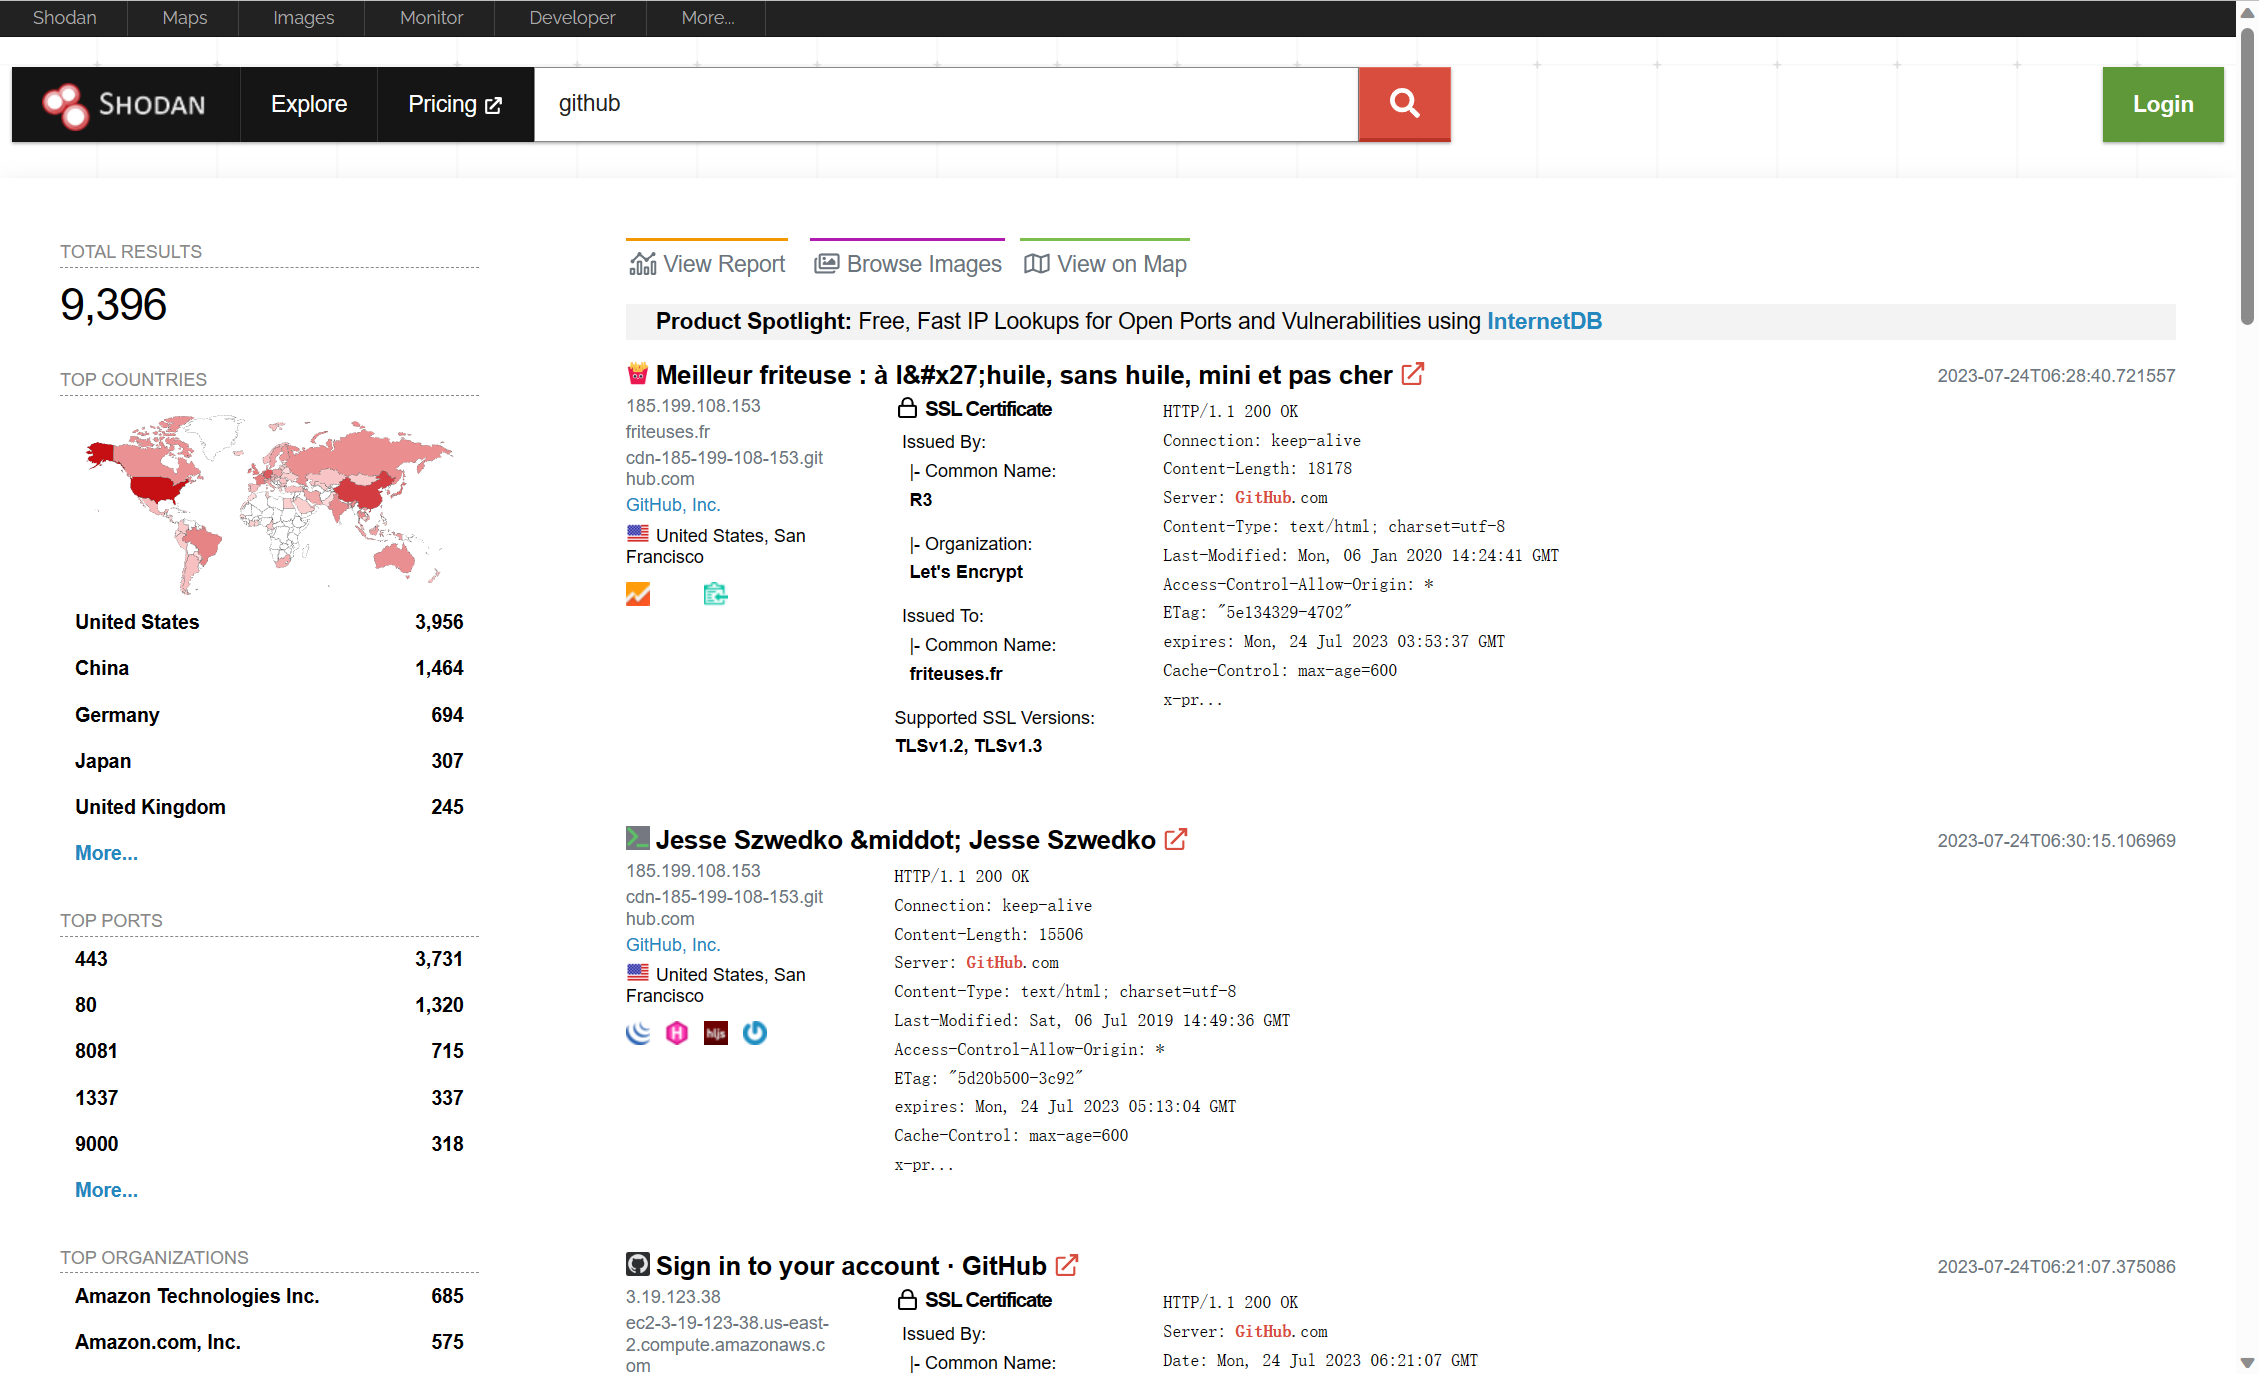 Shodan Maps Images Monitor Developer More...
SHODAN Explore Pricing github Login
TOTAL RESULTS
9,396
TOP COUNTRIES
United States 3,956
China 1,464
Germany 694
Japan 307
United Kingdom 245
More...
TOP PORTS
443 3,731
80 1,320
8081 715
1337 337
9000 318
More...
TOP ORGANIZATIONS
Amazon Technologies Inc. 685
Amazon.com, Inc. 575
View Report Browse Images View on Map
Product Spotlight: Free, Fast IP Lookups for Open Ports and Vulnerabilities using InternetDB
Meilleur friteuse : à l&#x27;huile, sans huile, mini et pas cher
2023-07-24T06:28:40.721557
185.199.108.153
friteuses.fr
cdn-185-199-108-153.git
hub.com
GitHub, Inc.
United States, San
Francisco
SSL Certificate
Issued By:
|- Common Name:
R3
|- Organization:
Let's Encrypt
Issued To:
|- Common Name:
friteuses.fr
Supported SSL Versions:
TLSv1.2, TLSv1.3
HTTP/1.1 200 OK
Connection: keep-alive
Content-Length: 18178
Server: GitHub.com
Content-Type: text/html; charset=utf-8
Last-Modified: Mon, 06 Jan 2020 14:24:41 GMT
Access-Control-Allow-Origin: *
ETag: "5e134329-4702"
expires: Mon, 24 Jul 2023 03:53:37 GMT
Cache-Control: max-age=600
x-pr...
Jesse Szwedko &middot; Jesse Szwedko
2023-07-24T06:30:15.106969
185.199.108.153
cdn-185-199-108-153.git
hub.com
GitHub, Inc.
United States, San
Francisco
hljs
HTTP/1.1 200 OK
Connection: keep-alive
Content-Length: 15506
Server: GitHub.com
Content-Type: text/html; charset=utf-8
Last-Modified: Sat, 06 Jul 2019 14:49:36 GMT
Access-Control-Allow-Origin: *
ETag: "5d20b500-3c92"
expires: Mon, 24 Jul 2023 05:13:04 GMT
Cache-Control: max-age=600
x-pr...
Sign in to your account · GitHub
2023-07-24T06:21:07.375086
3.19.123.38
ec2-3-19-123-38.us-east-
2.compute.amazonaws.c
om
SSL Certificate
Issued By:
|- Common Name:
HTTP/1.1 200 OK
Server: GitHub.com
Date: Mon, 24 Jul 2023 06:21:07 GMT